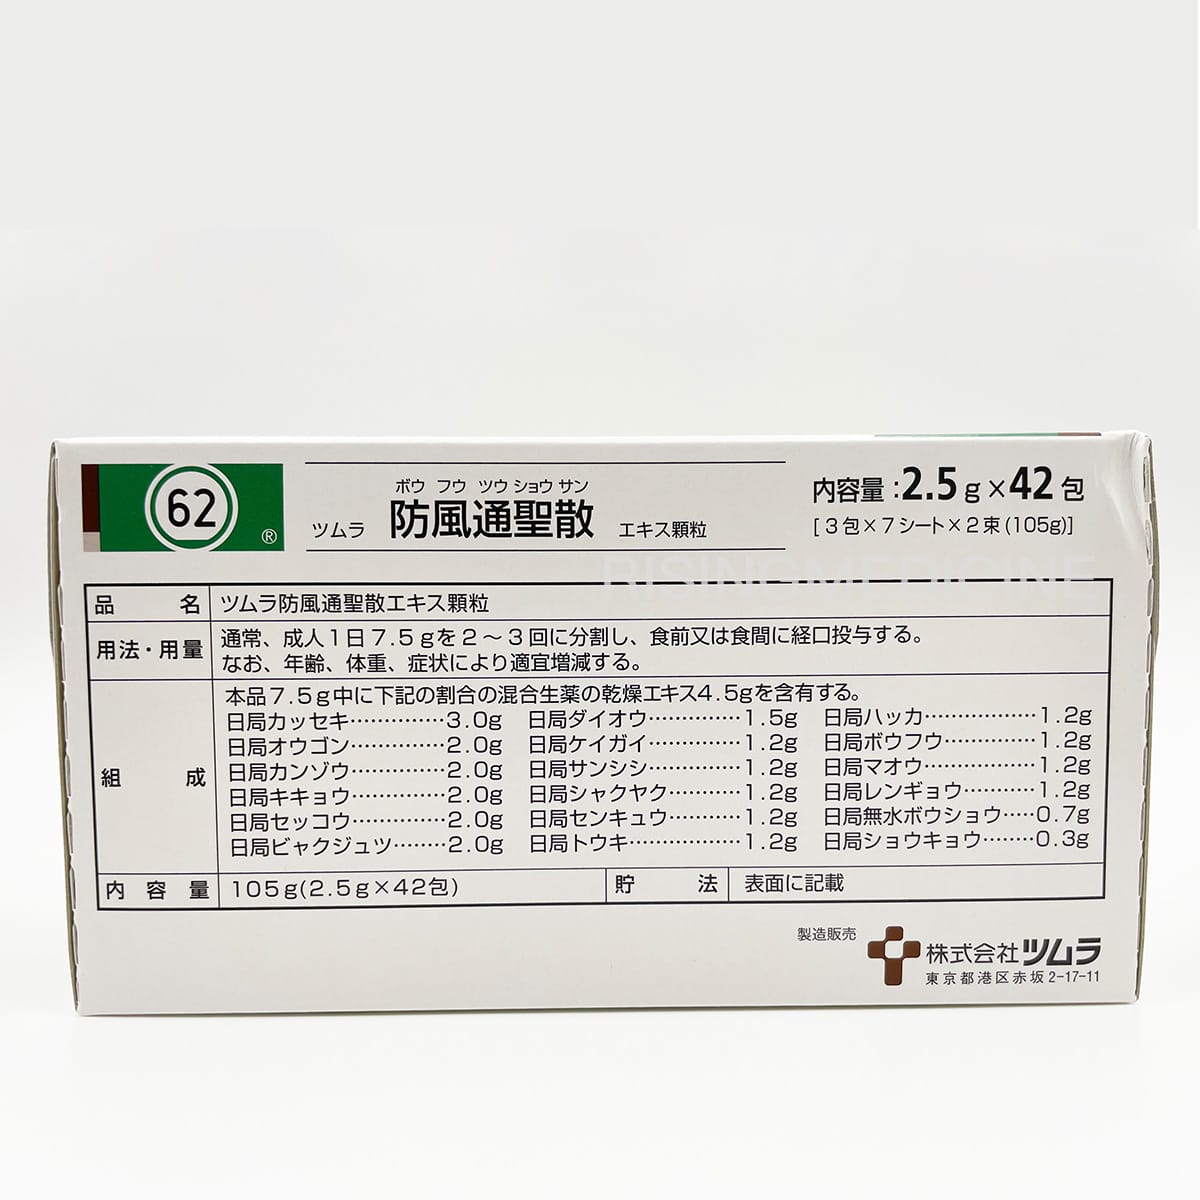 62
®
ボウ フウ ツウ ショウ サン
ツムラ 防風通聖散 エキス顆粒
内容量:2.5g×42包
[3包×7シート×2束(105g)]
RISINGMEDICINE
品 名 ツムラ防風通聖散エキス顆粒
用法・用量 通常、成人1日7.5gを2〜3回に分割し、食前又は食間に経口投与する。
なお、年齢、体重、症状により適宜増減する。
組 成 本品7.5g中に下記の割合の混合生薬の乾燥エキス4.5gを含有する。
日局カッセキ……………3.0g 日局ダイオウ……………1.5g 日局ハッカ………………1.2g
日局オウゴン……………2.0g 日局ケイガイ……………1.2g 日局ボウフウ……………1.2g
日局カンゾウ……………2.0g 日局サンシシ……………1.2g 日局マオウ………………1.2g
日局キキョウ……………2.0g 日局シャクヤク…………1.2g 日局レンギョウ…………1.2g
日局セッコウ……………2.0g 日局センキュウ…………1.2g 日局無水ボウショウ……0.7g
日局ビャクジュツ………2.0g 日局トウキ………………1.2g 日局ショウキョウ………0.3g
内 容 量 105g(2.5g×42包) 貯 法 表面に記載
製造販売 株式会社ツムラ
東京都港区赤坂2-17-11